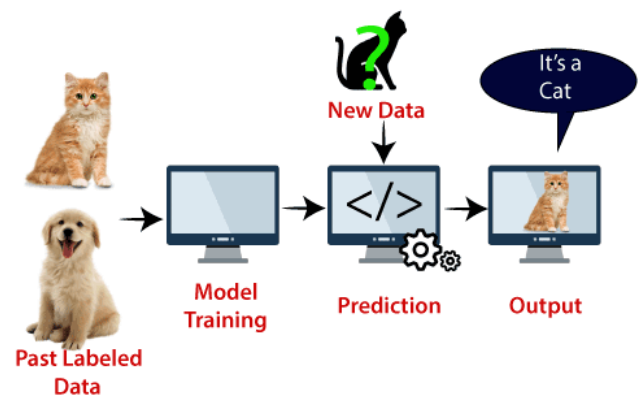 It's a
Cat
?
New Data
</>
Model
Training
Prediction
Output
Past Labeled
Data